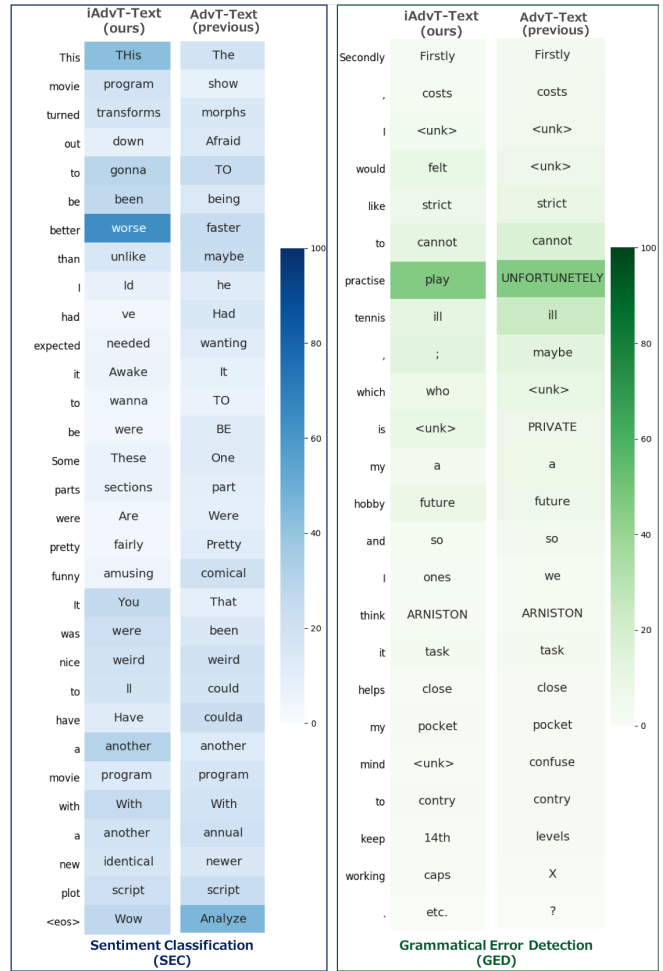 iAdvT-Text AdvT-Text
(ours) (previous)
This THis The
movie program show
turned transforms morphs
out down Afraid
to gonna TO
be been being
better worse faster
than unlike maybe
I Id he
had ve Had
expected needed wanting
it Awake It
to wanna TO
be were BE
Some These One
parts sections part
were Are Were
pretty fairly Pretty
funny amusing comical
It You That
was were been
nice weird weird
to ll could
have Have coulda
a another another
movie program program
with With With
a another annual
new identical newer
plot script script
<eos> Wow Analyze
100
80
60
40
20
0
Sentiment Classification
(SEC)
iAdvT-Text AdvT-Text
(ours) (previous)
Secondly Firstly Firstly
, costs costs
I <unk> <unk>
would felt <unk>
like strict strict
to cannot cannot
practise play UNFORTUNETELY
tennis ill ill
, ; maybe
which who <unk>
is <unk> PRIVATE
my a a
hobby future future
and so so
I ones we
think ARNISTON ARNISTON
it task task
helps close close
my pocket pocket
mind <unk> confuse
to contry contry
keep 14th levels
working caps X
. etc. ?
100
80
60
40
20
0
Grammatical Error Detection
(GED)